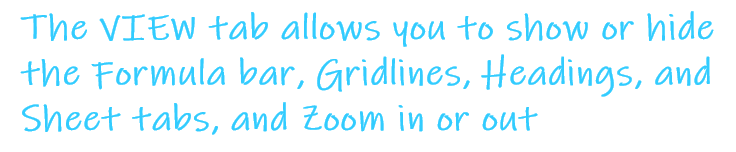 The VIEW tab allows you to show or hide
the Formula bar, Gridlines, Headings, and
Sheet tabs, and Zoom in or out